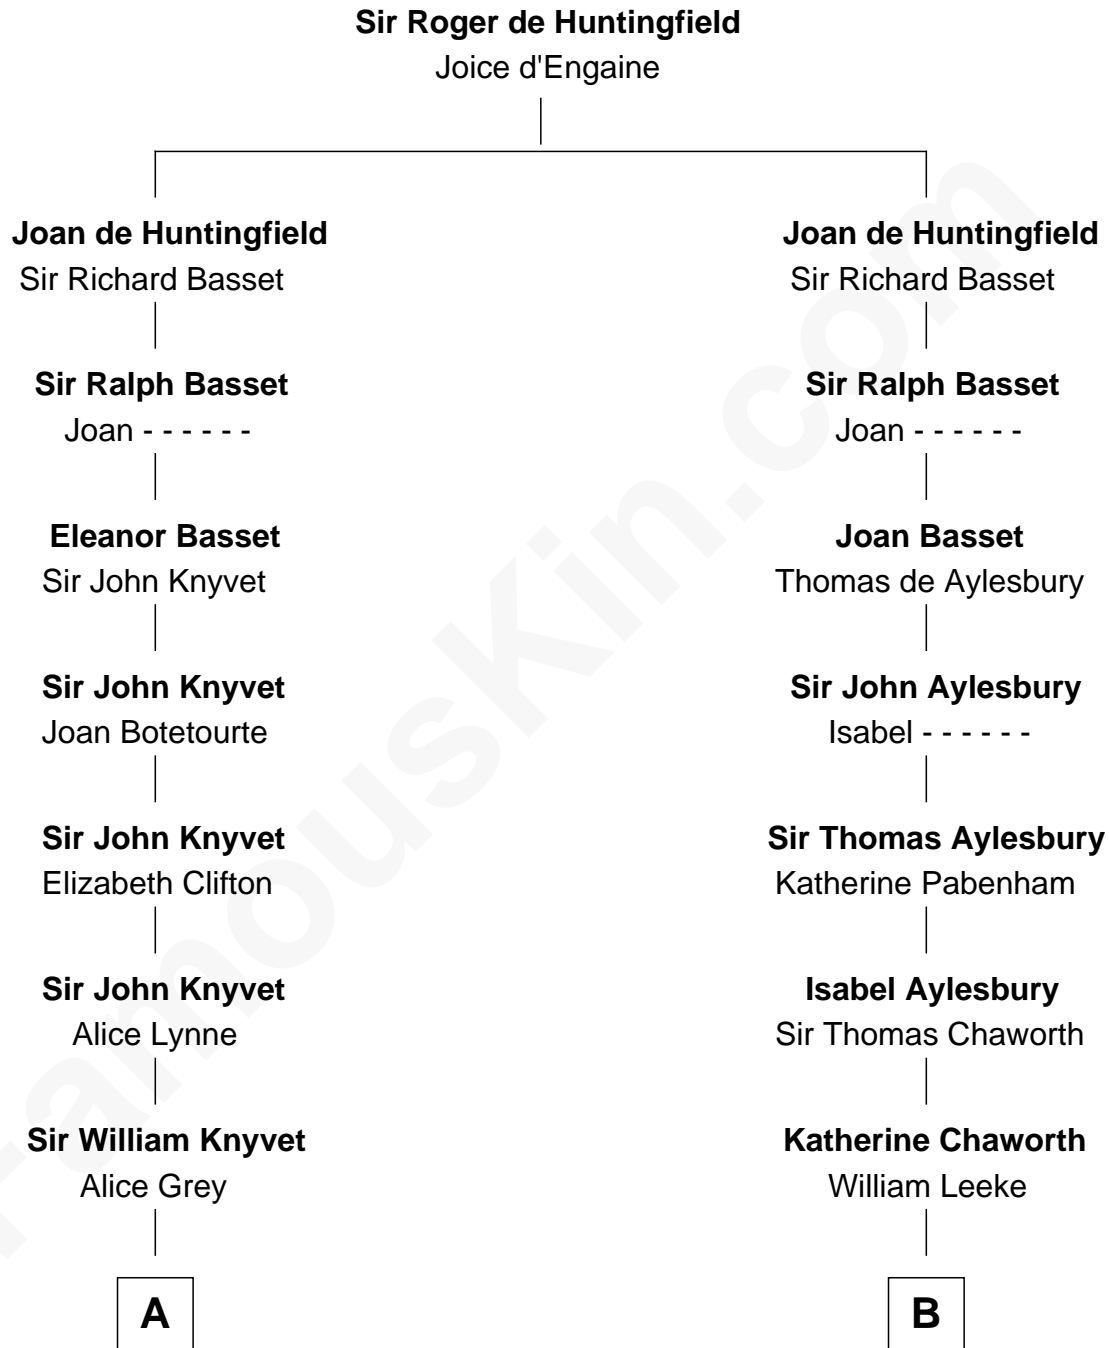 Sir Roger de Huntingfield
Joice d'Engaine
Joan de Huntingfield
Sir Richard Basset
Sir Ralph Basset
Joan - - - - - -
Eleanor Basset
Sir John Knyvet
Sir John Knyvet
Joan Botetourte
Sir John Knyvet
Elizabeth Clifton
Sir John Knyvet
Alice Lynne
Sir William Knyvet
Alice Grey
A
Joan de Huntingfield
Sir Richard Basset
Sir Ralph Basset
Joan - - - - - -
Joan Basset
Thomas de Aylesbury
Sir John Aylesbury
Isabel - - - - - -
Sir Thomas Aylesbury
Katherine Pabenham
Isabel Aylesbury
Sir Thomas Chaworth
Katherine Chaworth
William Leeke
B
FamousKin.com